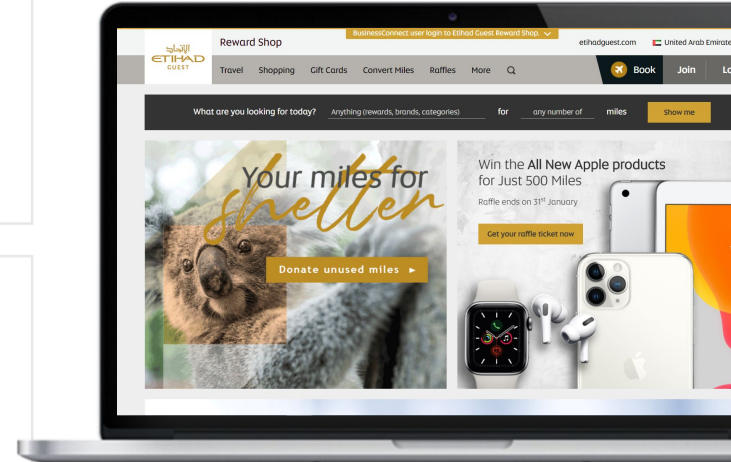 BusinessConnect user login to Etihad Guest Reward Shop.
الإتحاد
ETIHAD
GUEST
Reward Shop
etihadguest.com
United Arab Emirate
Travel Shopping Gift Cards Convert Miles Raffles More
Book Join Lo
What are you looking for today? Anything (rewards, brands, categories) for any number of miles Show me
Your miles for
shelter
Donate unused miles
Win the All New Apple products
for Just 500 Miles
Raffle ends on 31st January
Get your raffle ticket now